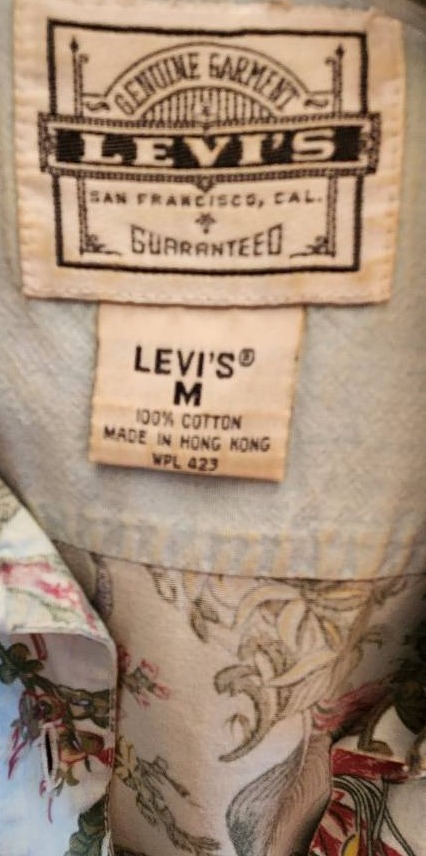 GENUINE GARMENT
LEVI'S
SAN FRANCISCO, CAL.
GUARANTEED
LEVI'S®
M
100% COTTON
MADE IN HONG KONG
WPL 423